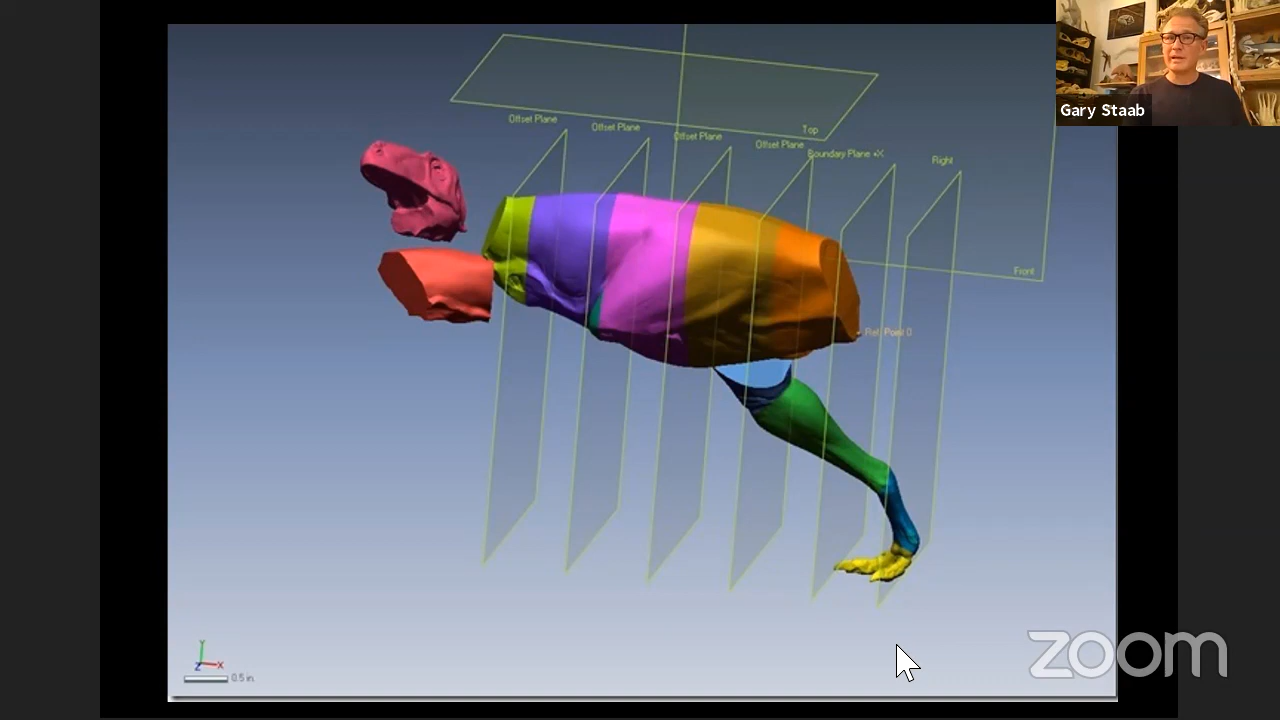 Gary Staab
Offset Plane
Offset Plane
Offset Plane
Offset Plane
Top
Boundary Plane +X
Right
Front
Ref. Point 0
Y
Z
X
0.5 in.
zoom